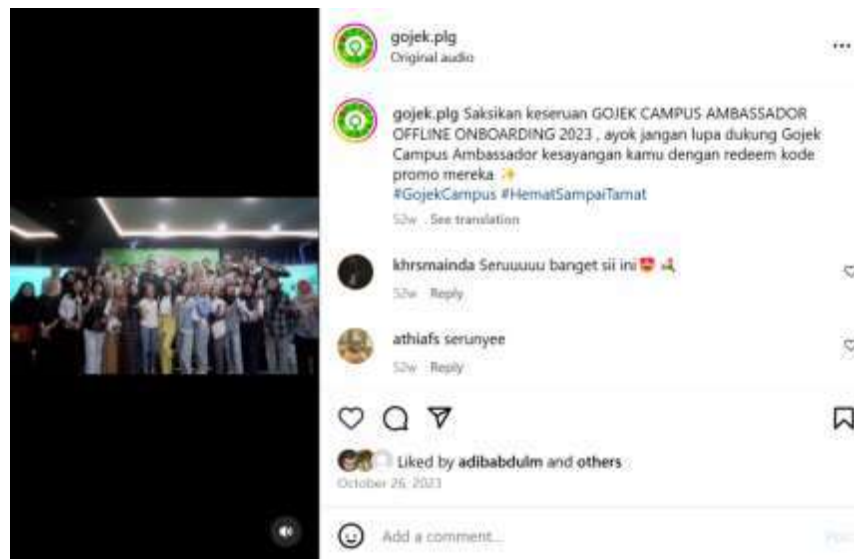 gojek.plg
Original audio
gojek.plg Saksikan keseruan GOJEK CAMPUS AMBASSADOR
OFFLINE ONBOARDING 2023 , ayok jangan lupa dukung Gojek
Campus Ambassador kesayangan kamu dengan redeem kode
promo mereka ✨
#GojekCampus #HematSampaiTamat
52w . See translation
khrsmainda Seruuuuu banget sii ini
52w Reply
athiafs serunyee
52w Reply
Liked by adibabdulm and others
October 26, 2023
Add a comment...
Post